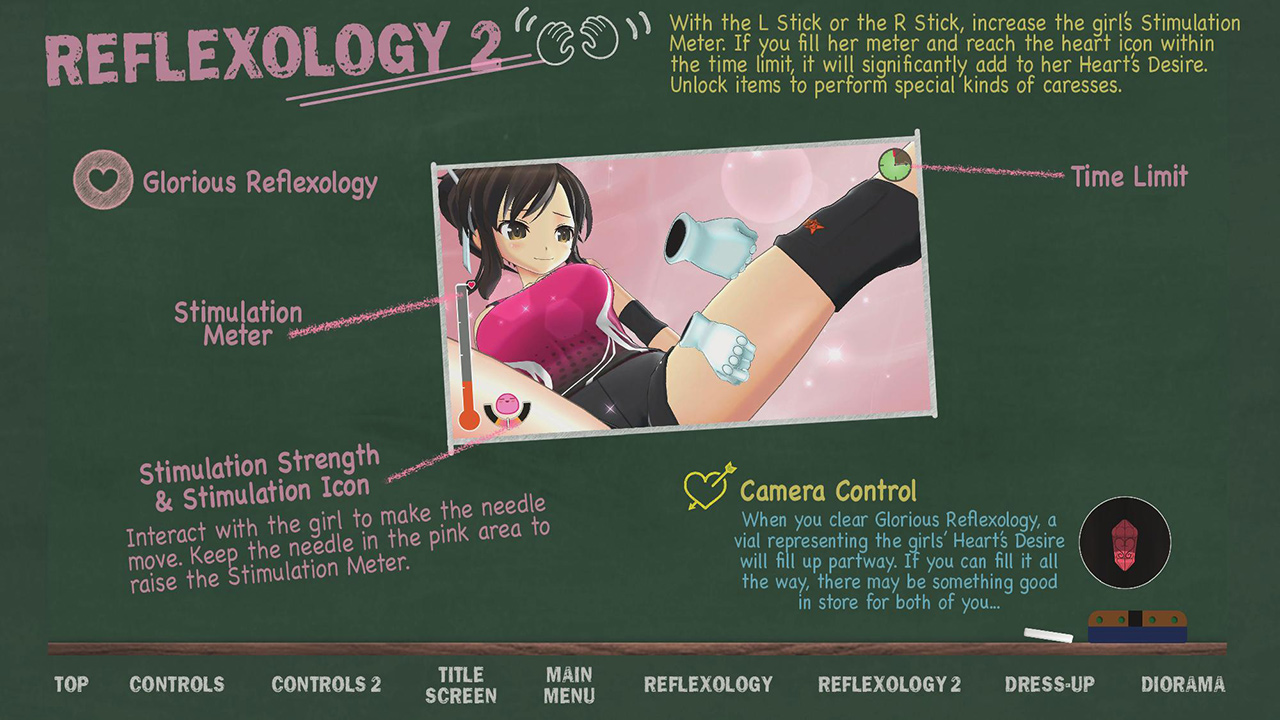 REFLEXOLOGY 2
With the L Stick or the R Stick, increase the girl's Stimulation
Meter. If you fill her meter and reach the heart icon within
the time limit, it will significantly add to her Heart's Desire.
Unlock items to perform special kinds of caresses.
Glorious Reflexology
Time Limit
Stimulation
Meter
Stimulation Strength
& Stimulation Icon
Interact with the girl to make the needle
move. Keep the needle in the pink area to
raise the Stimulation Meter.
Camera Control
When you clear Glorious Reflexology, a
vial representing the girls' Heart's Desire
will fill up partway. If you can fill it all
the way, there may be something good
in store for both of you...
TOP
CONTROLS
CONTROLS 2
TITLE
SCREEN
MAIN
MENU
REFLEXOLOGY
REFLEXOLOGY 2
DRESS-UP
DIORAMA